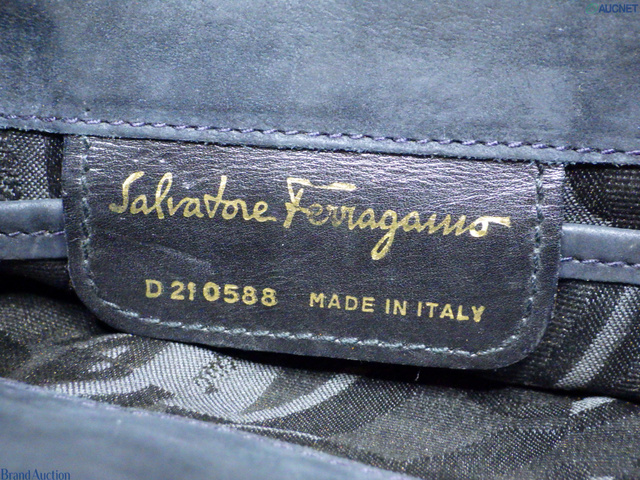 AUCNET
Salvatore Ferragamo
D 21 0588 MADE IN ITALY
Brand Auction